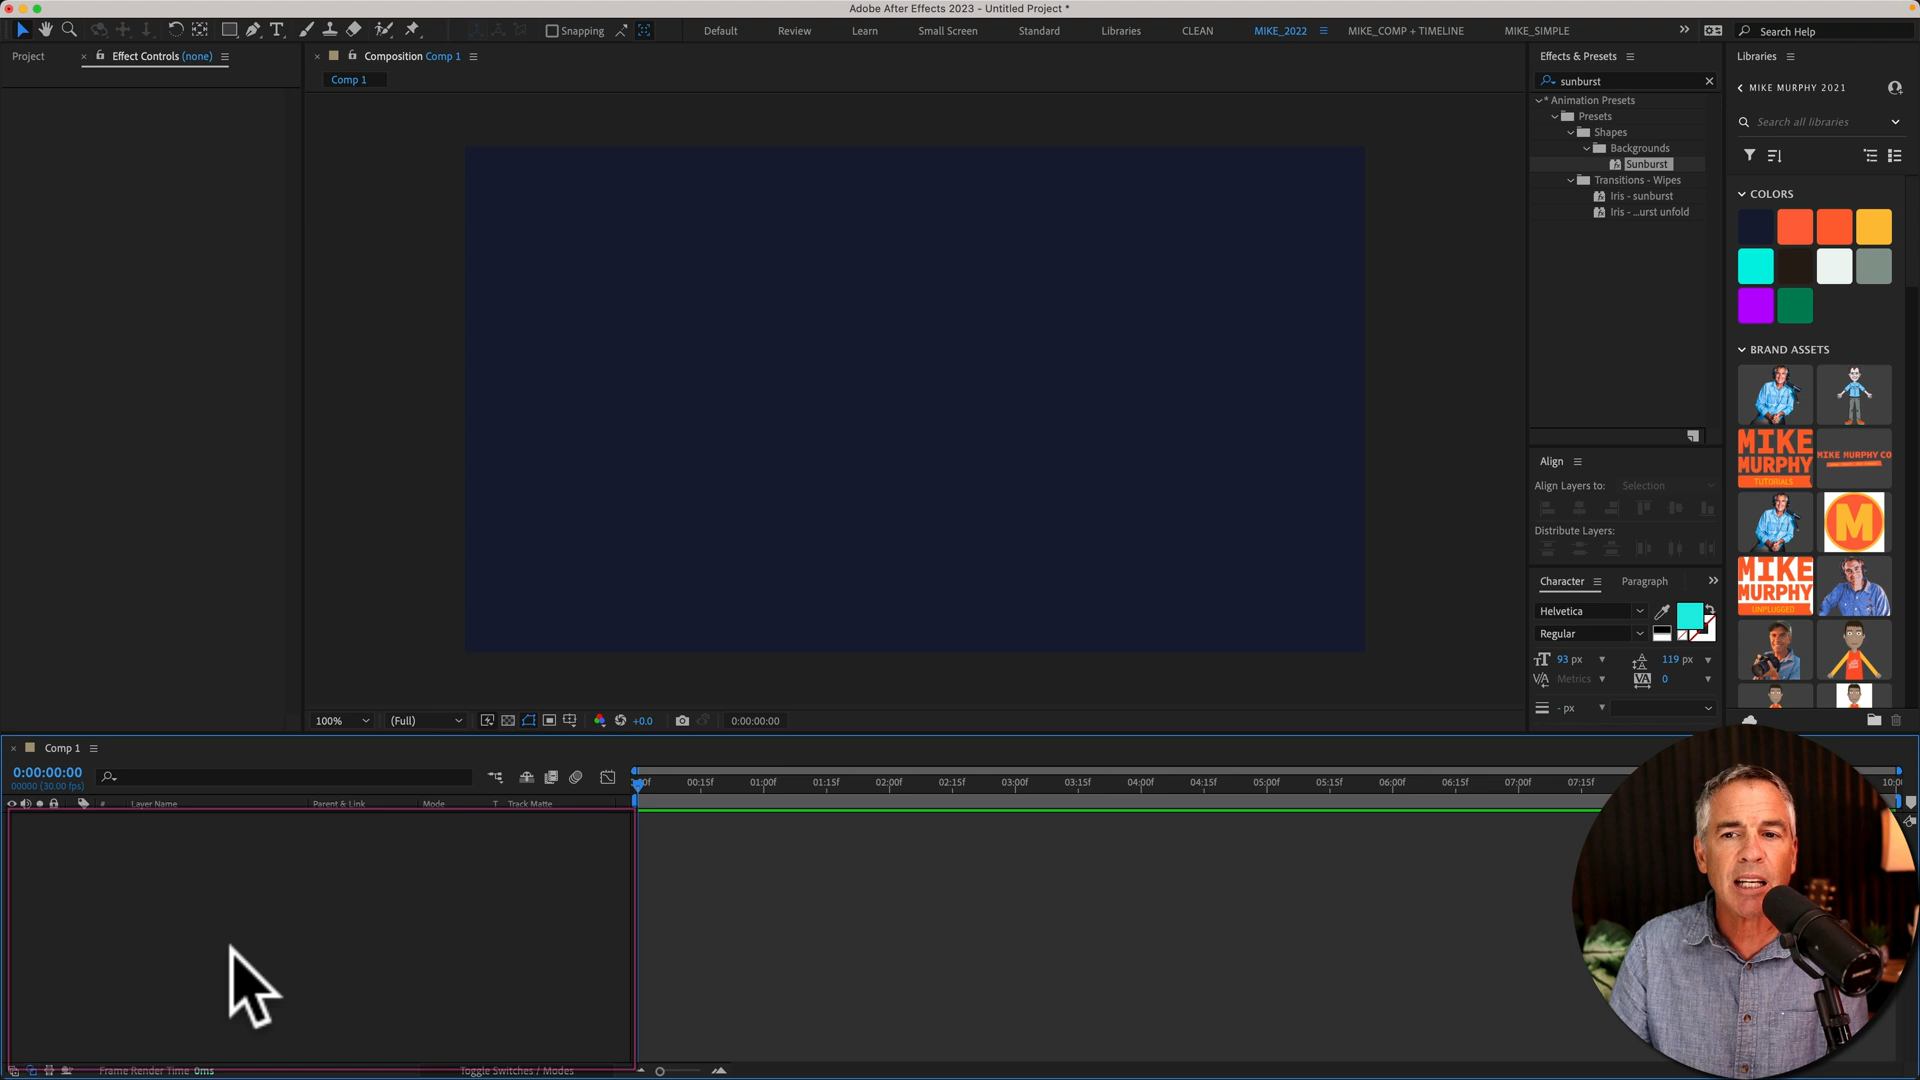 Adobe After Effects 2023 - Untitled Project *
Snapping
Default
Review
Learn
Small Screen
Standard
Libraries
CLEAN
MIKE_2022
MIKE_COMP + TIMELINE
MIKE_SIMPLE
Search Help
Project
Effect Controls (none)
Composition Comp 1
Comp 1
Effects & Presets
sunburst
* Animation Presets
Presets
Shapes
Backgrounds
Sunburst
Transitions - Wipes
Iris - sunburst
Iris - ...urst unfold
Libraries
MIKE MURPHY 2021
Search all libraries
COLORS
BRAND ASSETS
MIKE MURPHY TUTORIALS
MIKE MURPHY CO
M
MIKE MURPHY UNPLUGGED
Align
Align Layers to:
Selection
Distribute Layers:
Character
Paragraph
Helvetica
Regular
93 px
119 px
Metrics
0
- px
100%
(Full)
+0.0
0:00:00:00
Comp 1
0:00:00:00
00000 (30.00 fps)
# Layer Name
Parent & Link
Mode
T Track Matte
00:15f
01:00f
01:15f
02:00f
02:15f
03:00f
03:15f
04:00f
04:15f
05:00f
05:15f
06:00f
06:15f
07:00f
07:15f
Frame Render Time 0ms
Toggle Switches / Modes